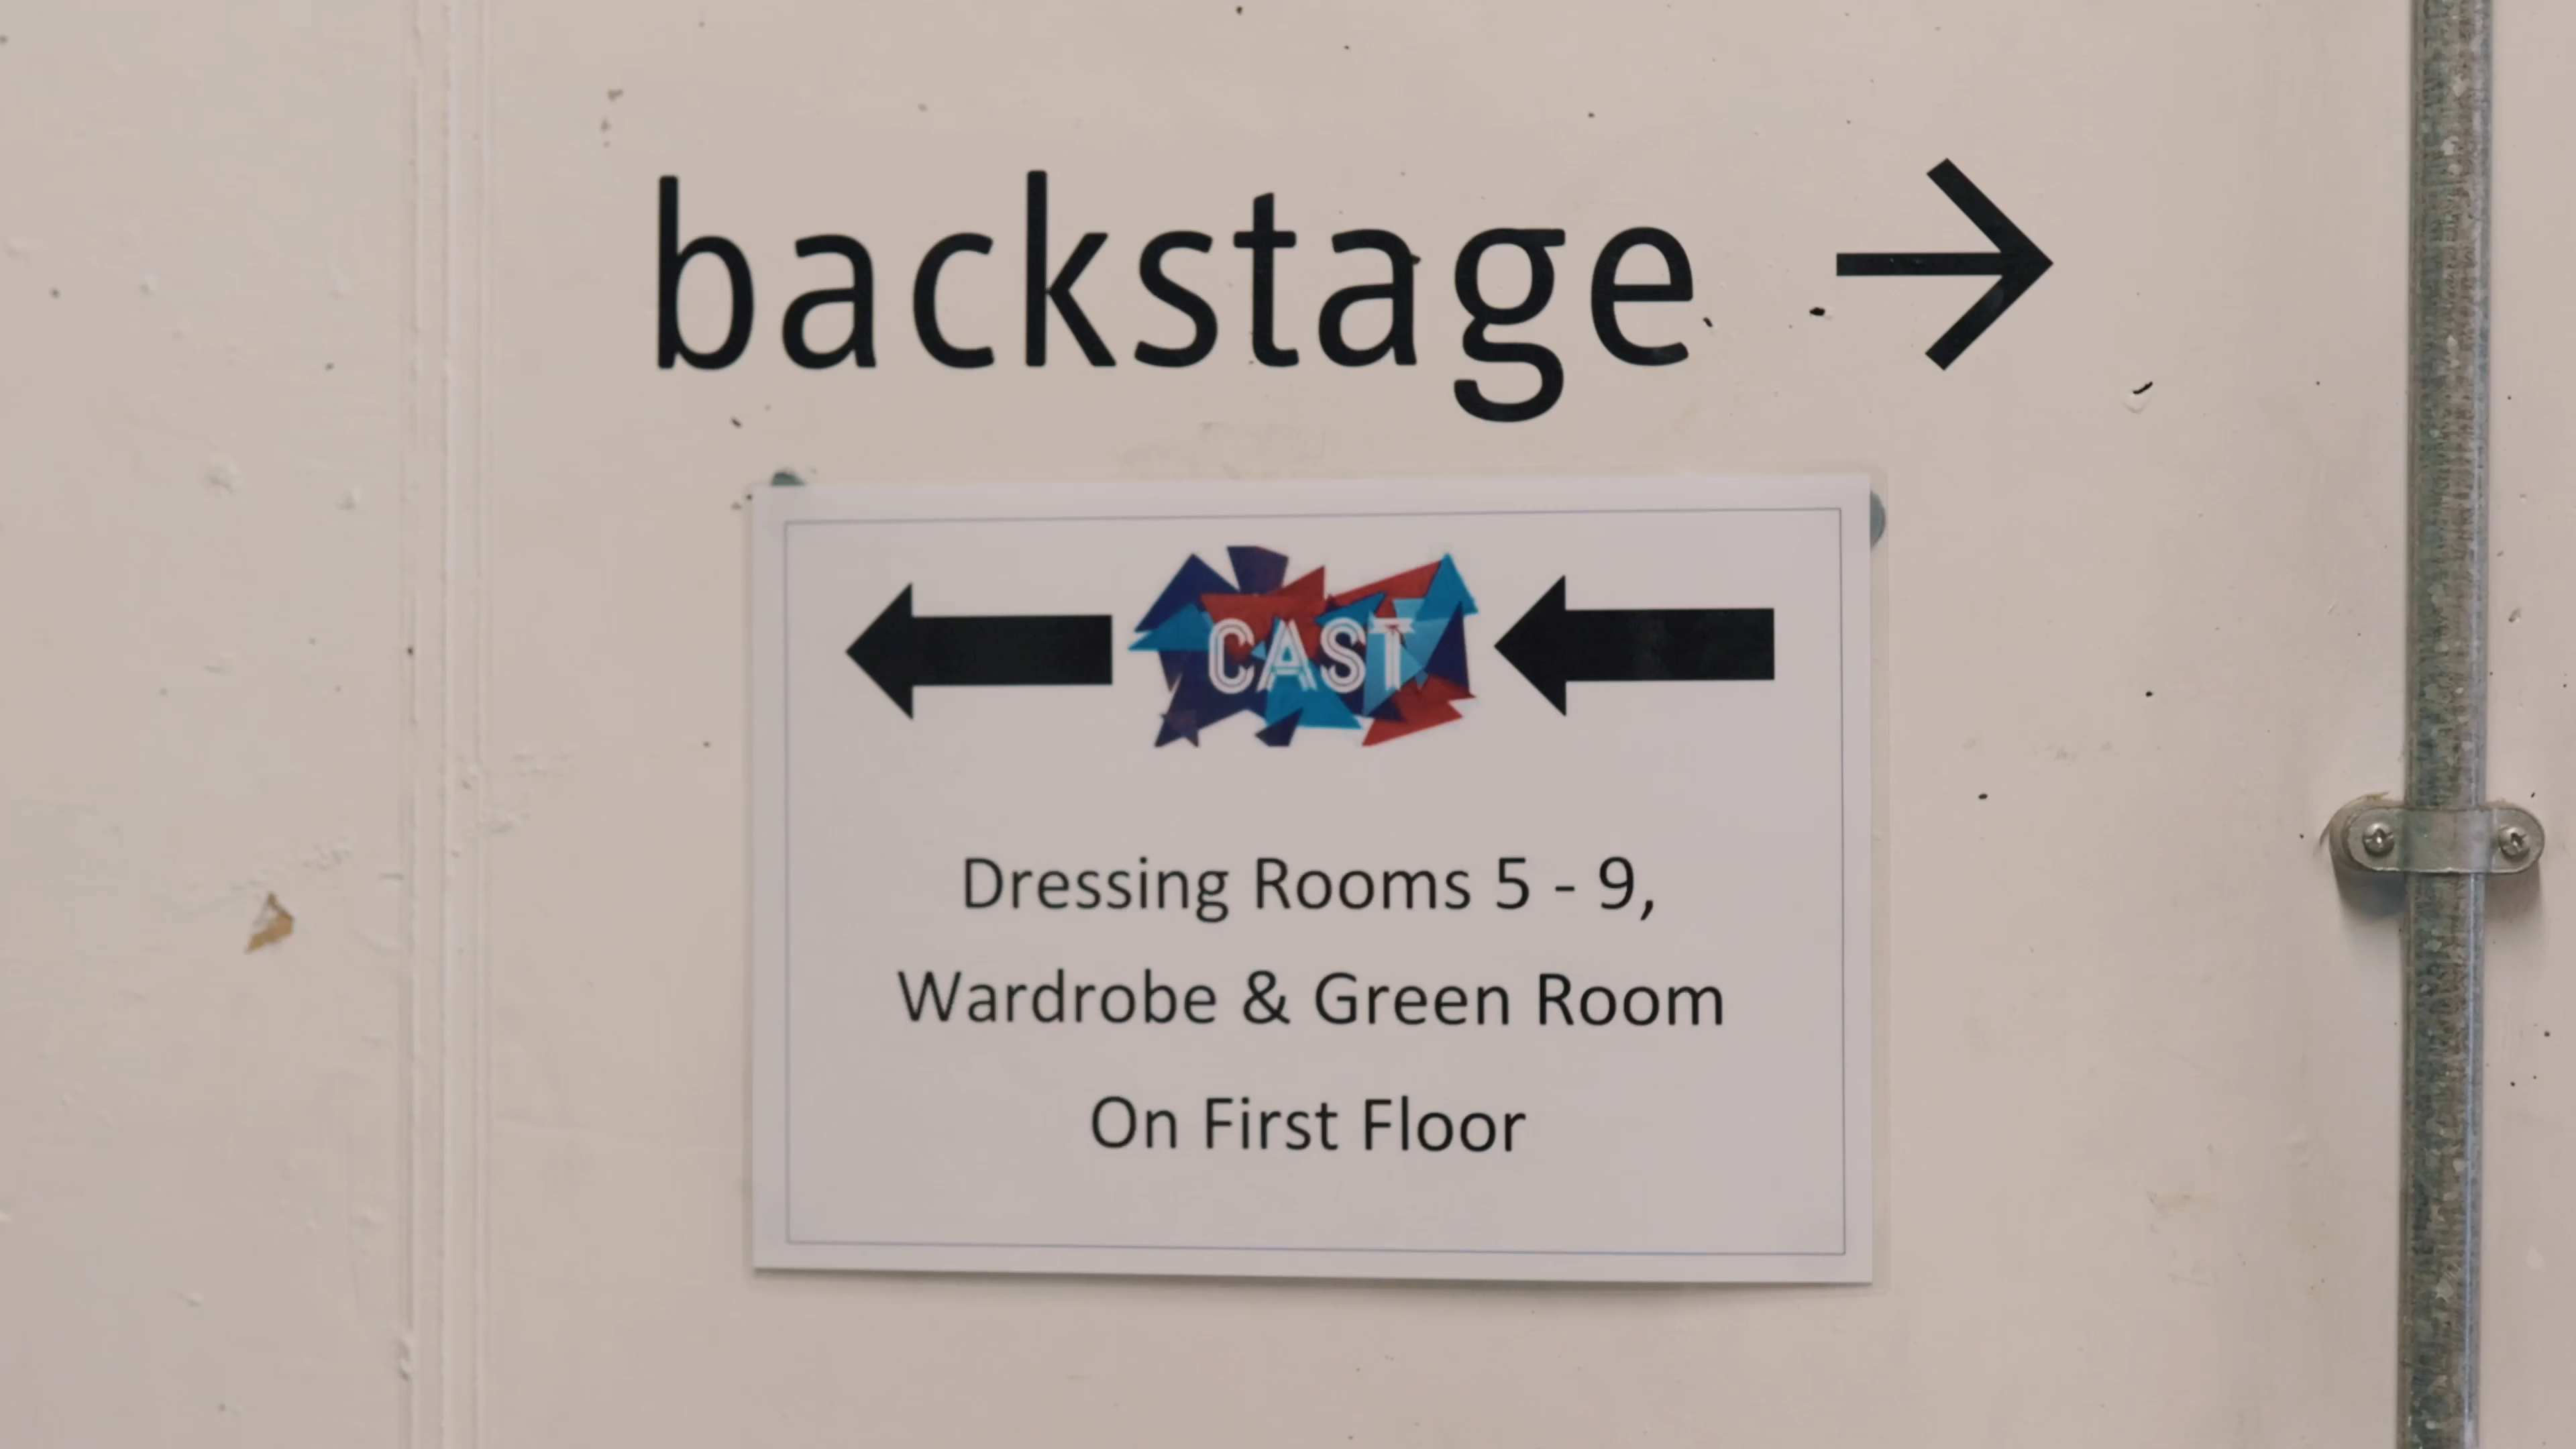 backstage →
CAST
Dressing Rooms 5 - 9,
Wardrobe & Green Room
On First Floor